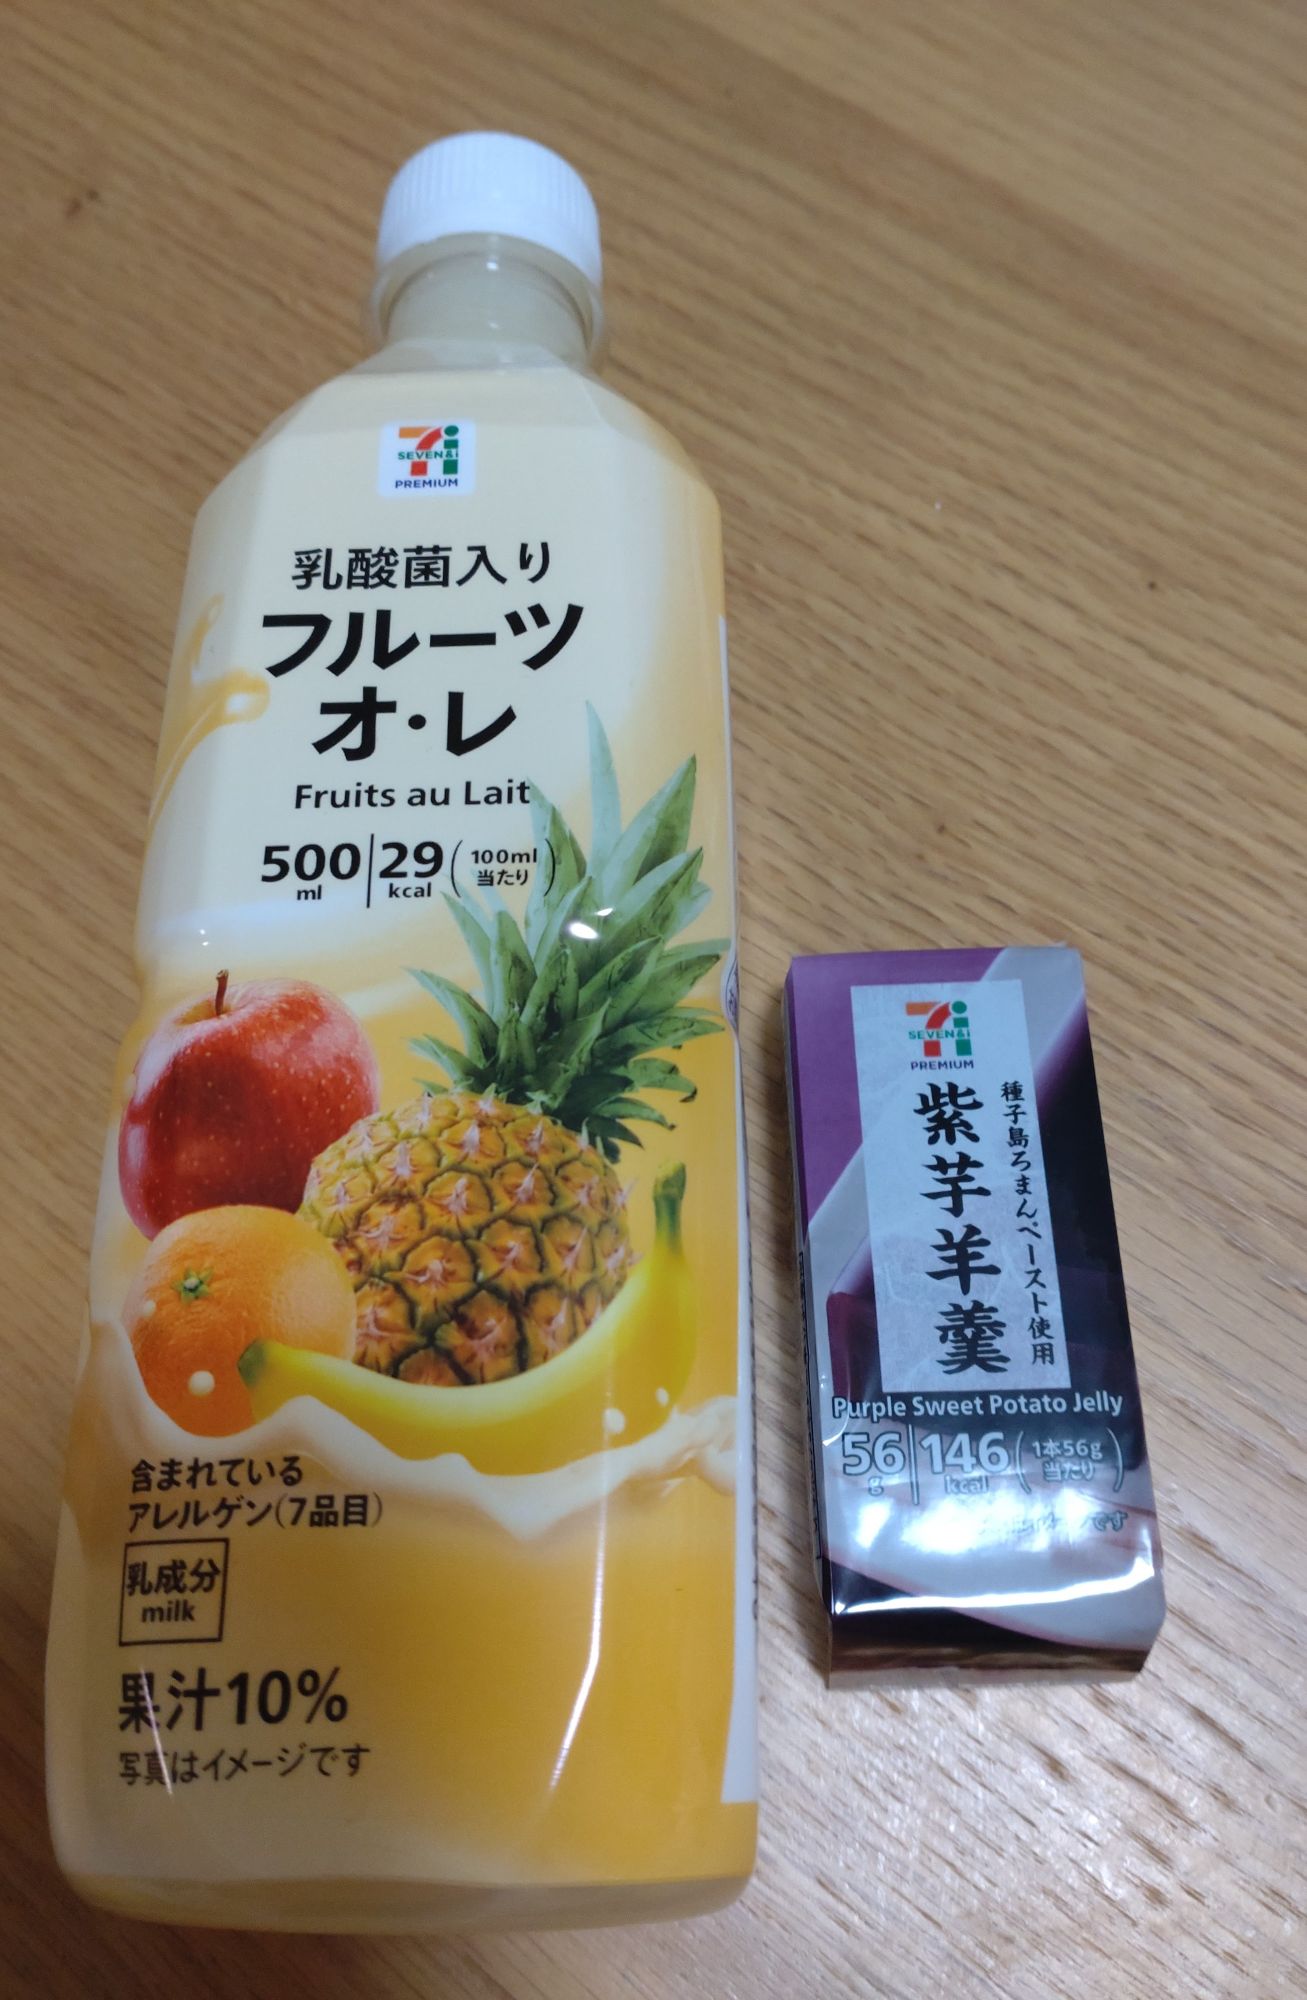 SEVEN&i
PREMIUM
乳酸菌入り
フルーツ
オ・レ
Fruits au Lait
500ml 29kcal (100ml当たり)
含まれている
アレルゲン(7品目)
乳成分
milk
果汁10%
写真はイメージです
SEVEN&i
PREMIUM
種子島ろまんペースト使用
紫芋羊羹
Purple Sweet Potato Jelly
56g 146kcal (1本56g当たり)
です